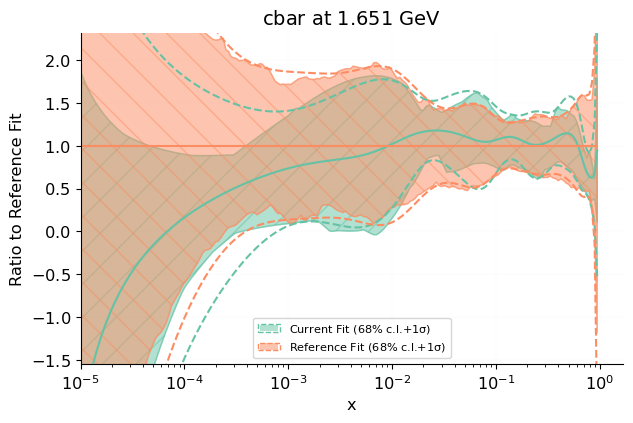 cbar at 1.651 GeV
Ratio to Reference Fit
2.0
1.5
1.0
0.5
0.0
−0.5
−1.0
−1.5
Current Fit (68% c.l.+1σ)
Reference Fit (68% c.l.+1σ)
10⁻⁵ 10⁻⁴ 10⁻³ 10⁻² 10⁻¹ 10⁰
x